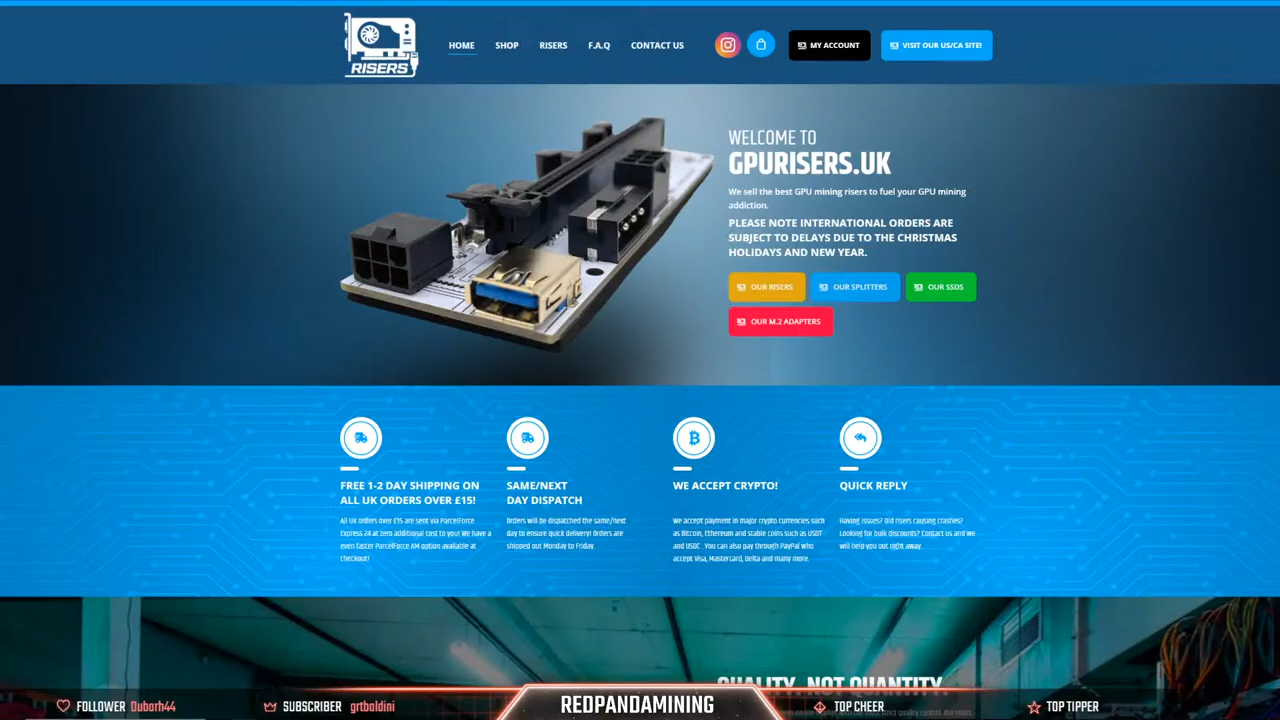 RISERS
HOME
SHOP
RISERS
F.A.Q
CONTACT US
MY ACCOUNT
VISIT OUR US/CA SITE!
WELCOME TO
GPURISERS.UK
We sell the best GPU mining risers to fuel your GPU mining
addiction.
PLEASE NOTE INTERNATIONAL ORDERS ARE
SUBJECT TO DELAYS DUE TO THE CHRISTMAS
HOLIDAYS AND NEW YEAR.
OUR RISERS
OUR SPLITTERS
OUR SSDS
OUR M.2 ADAPTERS
FREE 1-2 DAY SHIPPING ON
ALL UK ORDERS OVER £15!
All UK orders over £15 are sent via ParcelForce
Express 24 at zero additional cost to you! We have a
even faster ParcelForce AM option available at
checkout!
SAME/NEXT
DAY DISPATCH
Orders will be dispatched the same/next
day to ensure quick delivery! Orders are
shipped out Monday to Friday.
WE ACCEPT CRYPTO!
We accept payment in major crypto currencies such
as Bitcoin, Ethereum and stable coins such as USDT
and USDC. You can also pay through PayPal who
accept Visa, Mastercard, Delta and many more.
QUICK REPLY
Having issues? Did risers causing crashes?
Looking for bulk discounts? Contact us and we
will help you out right away.
QUALITY, NOT QUANTITY.
FOLLOWER Dubarh44
SUBSCRIBER grtboldini
REDPANDAMINING
TOP CHEER
TOP TIPPER